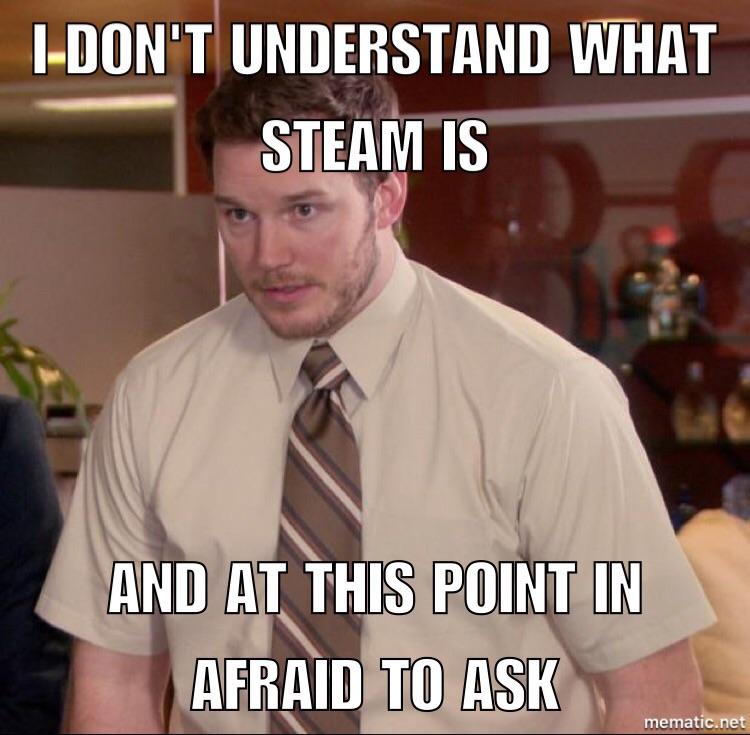 I DON'T UNDERSTAND WHAT
STEAM IS
AND AT THIS POINT IN
AFRAID TO ASK
mematic.net